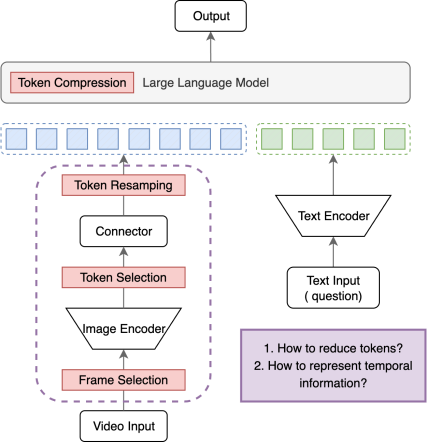 Output
Token Compression Large Language Model
Token Resamping
Connector
Token Selection
Image Encoder
Frame Selection
Video Input
Text Encoder
Text Input
( question)
1. How to reduce tokens?
2. How to represent temporal
information?